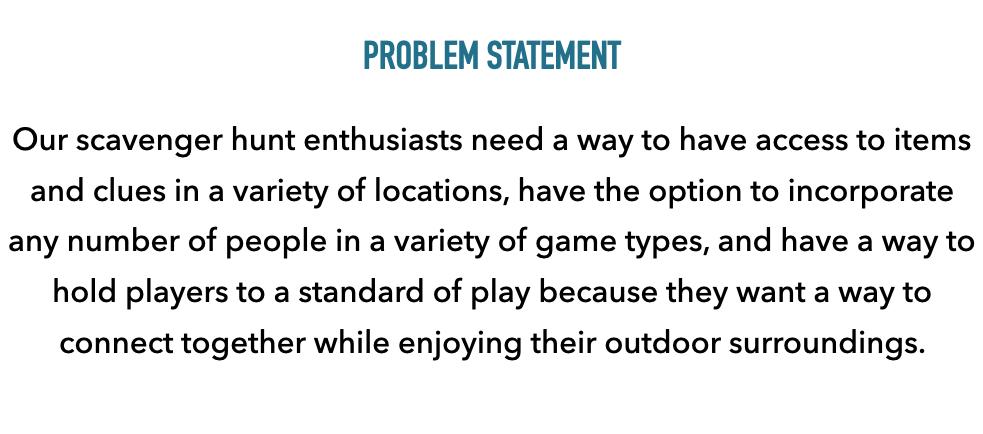 PROBLEM STATEMENT
Our scavenger hunt enthusiasts need a way to have access to items
and clues in a variety of locations, have the option to incorporate
any number of people in a variety of game types, and have a way to
hold players to a standard of play because they want a way to
connect together while enjoying their outdoor surroundings.